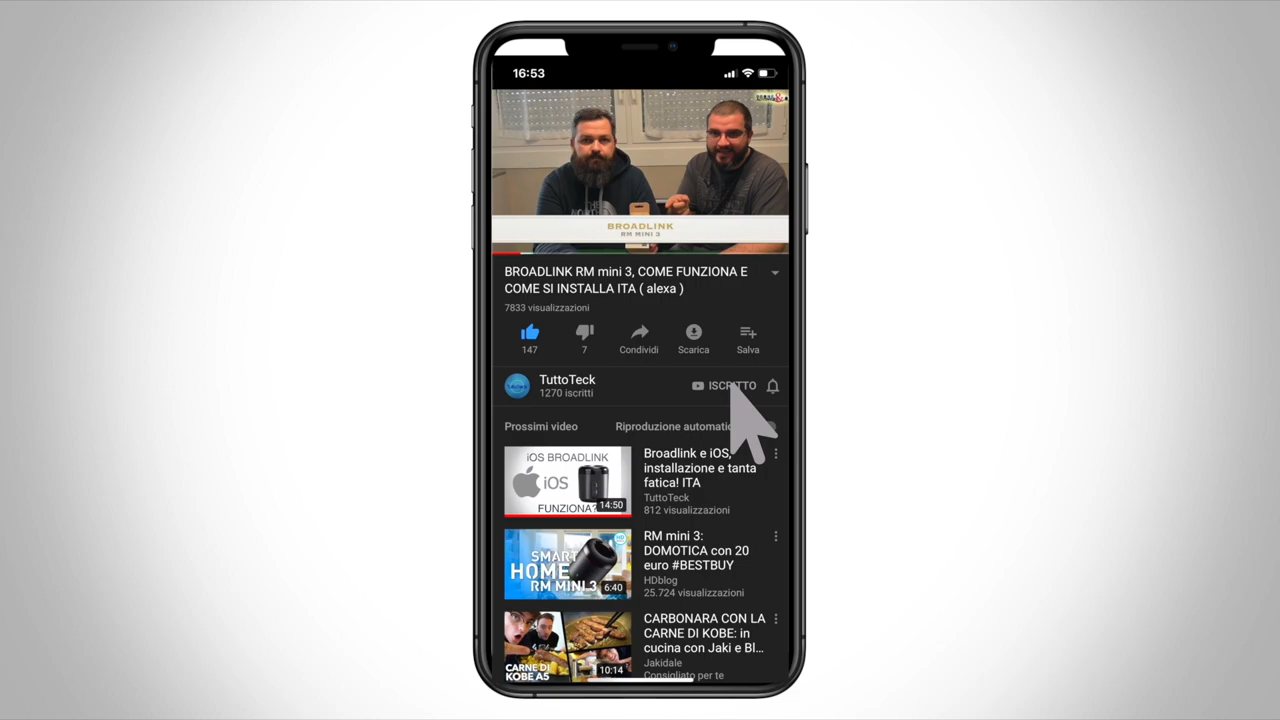 16:53
BROADLINK
RM MINI 3
BROADLINK RM mini 3, COME FUNZIONA E
COME SI INSTALLA ITA ( alexa )
7833 visualizzazioni
147
7
Condividi
Scarica
Salva
TuttoTeck
1270 iscritti
ISCRITTO
Prossimi video
Riproduzione
iOS BROADLINK
iOS
FUNZIONA?
14:50
Broadlink e iOS,
installazione e tanta
fatica! ITA
TuttoTeck
812 visualizzazioni
SMART
HOME
RM MINI 3
HD
6:40
RM mini 3:
DOMOTICA con 20
euro #BESTBUY
HDblog
25.724 visualizzazioni
CARNE DI
KOBE A5
10:14
CARBONARA CON LA
CARNE DI KOBE: in
cucina con Jaki e Bl...
Jakidale
Consigliato per te